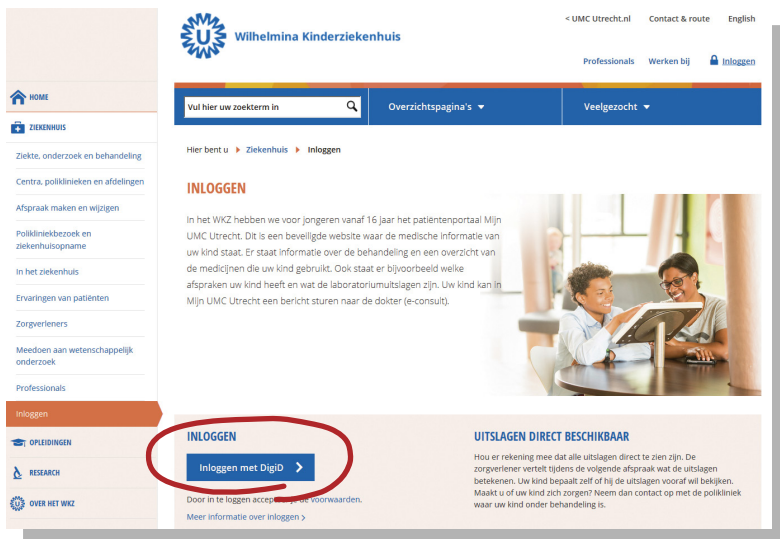 < UMC Utrecht.nl Contact & route English
Wilhelmina Kinderziekenhuis
Professionals Werken bij Inloggen
HOME
ZIEKENHUIS
Ziekte, onderzoek en behandeling
Centra, poliklinieken en afdelingen
Afspraak maken en wijzigen
Polikliniekbezoek en
ziekenhuisopname
In het ziekenhuis
Ervaringen van patiënten
Zorgverleners
Meedoen aan wetenschappelijk
onderzoek
Professionals
Inloggen
OPLEIDINGEN
RESEARCH
OVER HET WKZ
Vul hier uw zoekterm in Overzichtspagina's Veelgezocht
Hier bent u Ziekenhuis Inloggen
INLOGGEN
In het WKZ hebben we voor jongeren vanaf 16 jaar het patiëntenportaal Mijn
UMC Utrecht. Dit is een beveiligde website waar de medische informatie van
uw kind staat. Er staat informatie over de behandeling en een overzicht van
de medicijnen die uw kind gebruikt. Ook staat er bijvoorbeeld welke
afspraken uw kind heeft en wat de laboratoriumuitslagen zijn. Uw kind kan in
Mijn UMC Utrecht een bericht sturen naar de dokter (e-consult).
INLOGGEN
Inloggen met DigiD
Door in te loggen de voorwaarden.
Meer informatie over inloggen >
UITSLAGEN DIRECT BESCHIKBAAR
Hou er rekening mee dat alle uitslagen direct te zien zijn. De
zorgverlener vertelt tijdens de volgende afspraak wat de uitslagen
betekenen. Uw kind bepaalt zelf of hij de uitslagen vooraf wil bekijken.
Maakt u of uw kind zich zorgen? Neem dan contact op met de polikliniek
waar uw kind onder behandeling is.